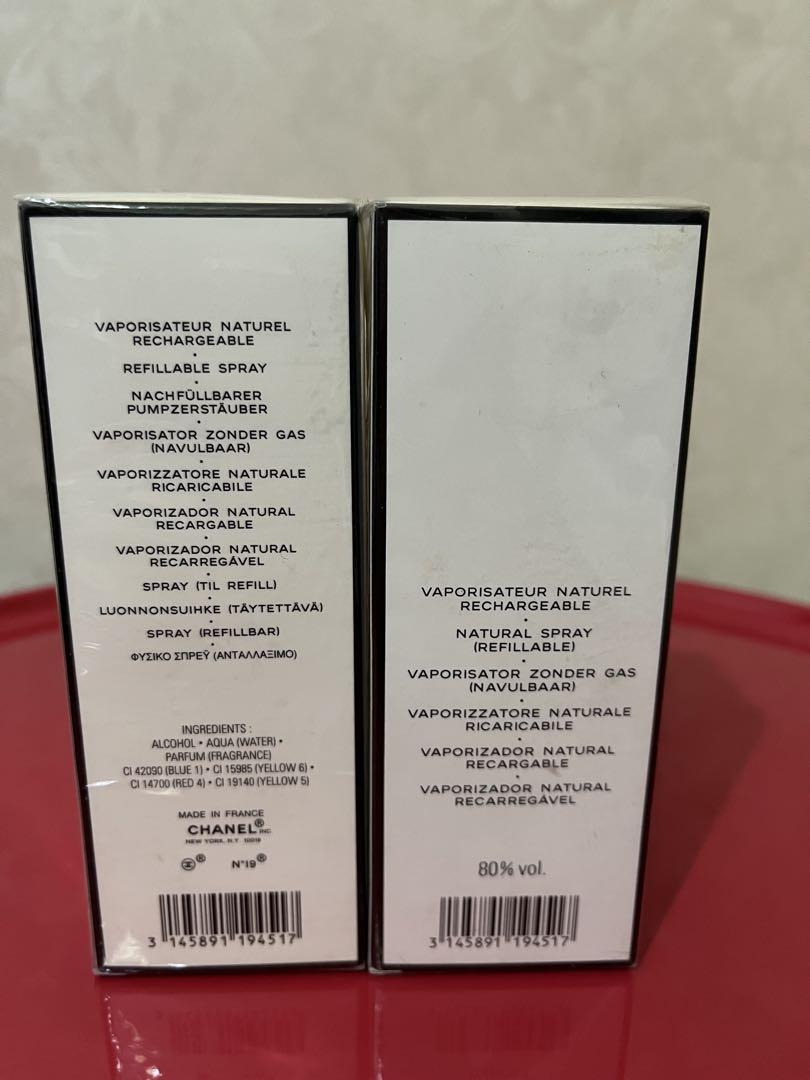 VAPORISATEUR NATUREL
RECHARGEABLE
•
REFILLABLE SPRAY
•
NACHFÜLLBARER
PUMPZERSTÄUBER
•
VAPORISATOR ZONDER GAS
(NAVULBAAR)
•
VAPORIZZATORE NATURALE
RICARICABILE
•
VAPORIZADOR NATURAL
RECARGABLE
•
VAPORIZADOR NATURAL
RECARREGÁVEL
•
SPRAY (TIL REFILL)
•
LUONNONSUIHKE (TÄYTETTÄVÄ)
•
SPRAY (REFILLBAR)
•
ΦΥΣΙΚΟ ΣΠΡΕΫ (ΑΝΤΑΛΛΑΞΙΜΟ)
INGREDIENTS :
ALCOHOL • AQUA (WATER) •
PARFUM (FRAGRANCE)
CI 42090 (BLUE 1) • CI 15985 (YELLOW 6) •
CI 14700 (RED 4) • CI 19140 (YELLOW 5)
MADE IN FRANCE
CHANEL® INC
NEW YORK, N.Y. 10019
® N°19®
3 145891 194517
VAPORISATEUR NATUREL
RECHARGEABLE
•
NATURAL SPRAY
(REFILLABLE)
•
VAPORISATOR ZONDER GAS
(NAVULBAAR)
•
VAPORIZZATORE NATURALE
RICARICABILE
•
VAPORIZADOR NATURAL
RECARGABLE
•
VAPORIZADOR NATURAL
RECARREGÁVEL
80% vol.
3 145891 194517